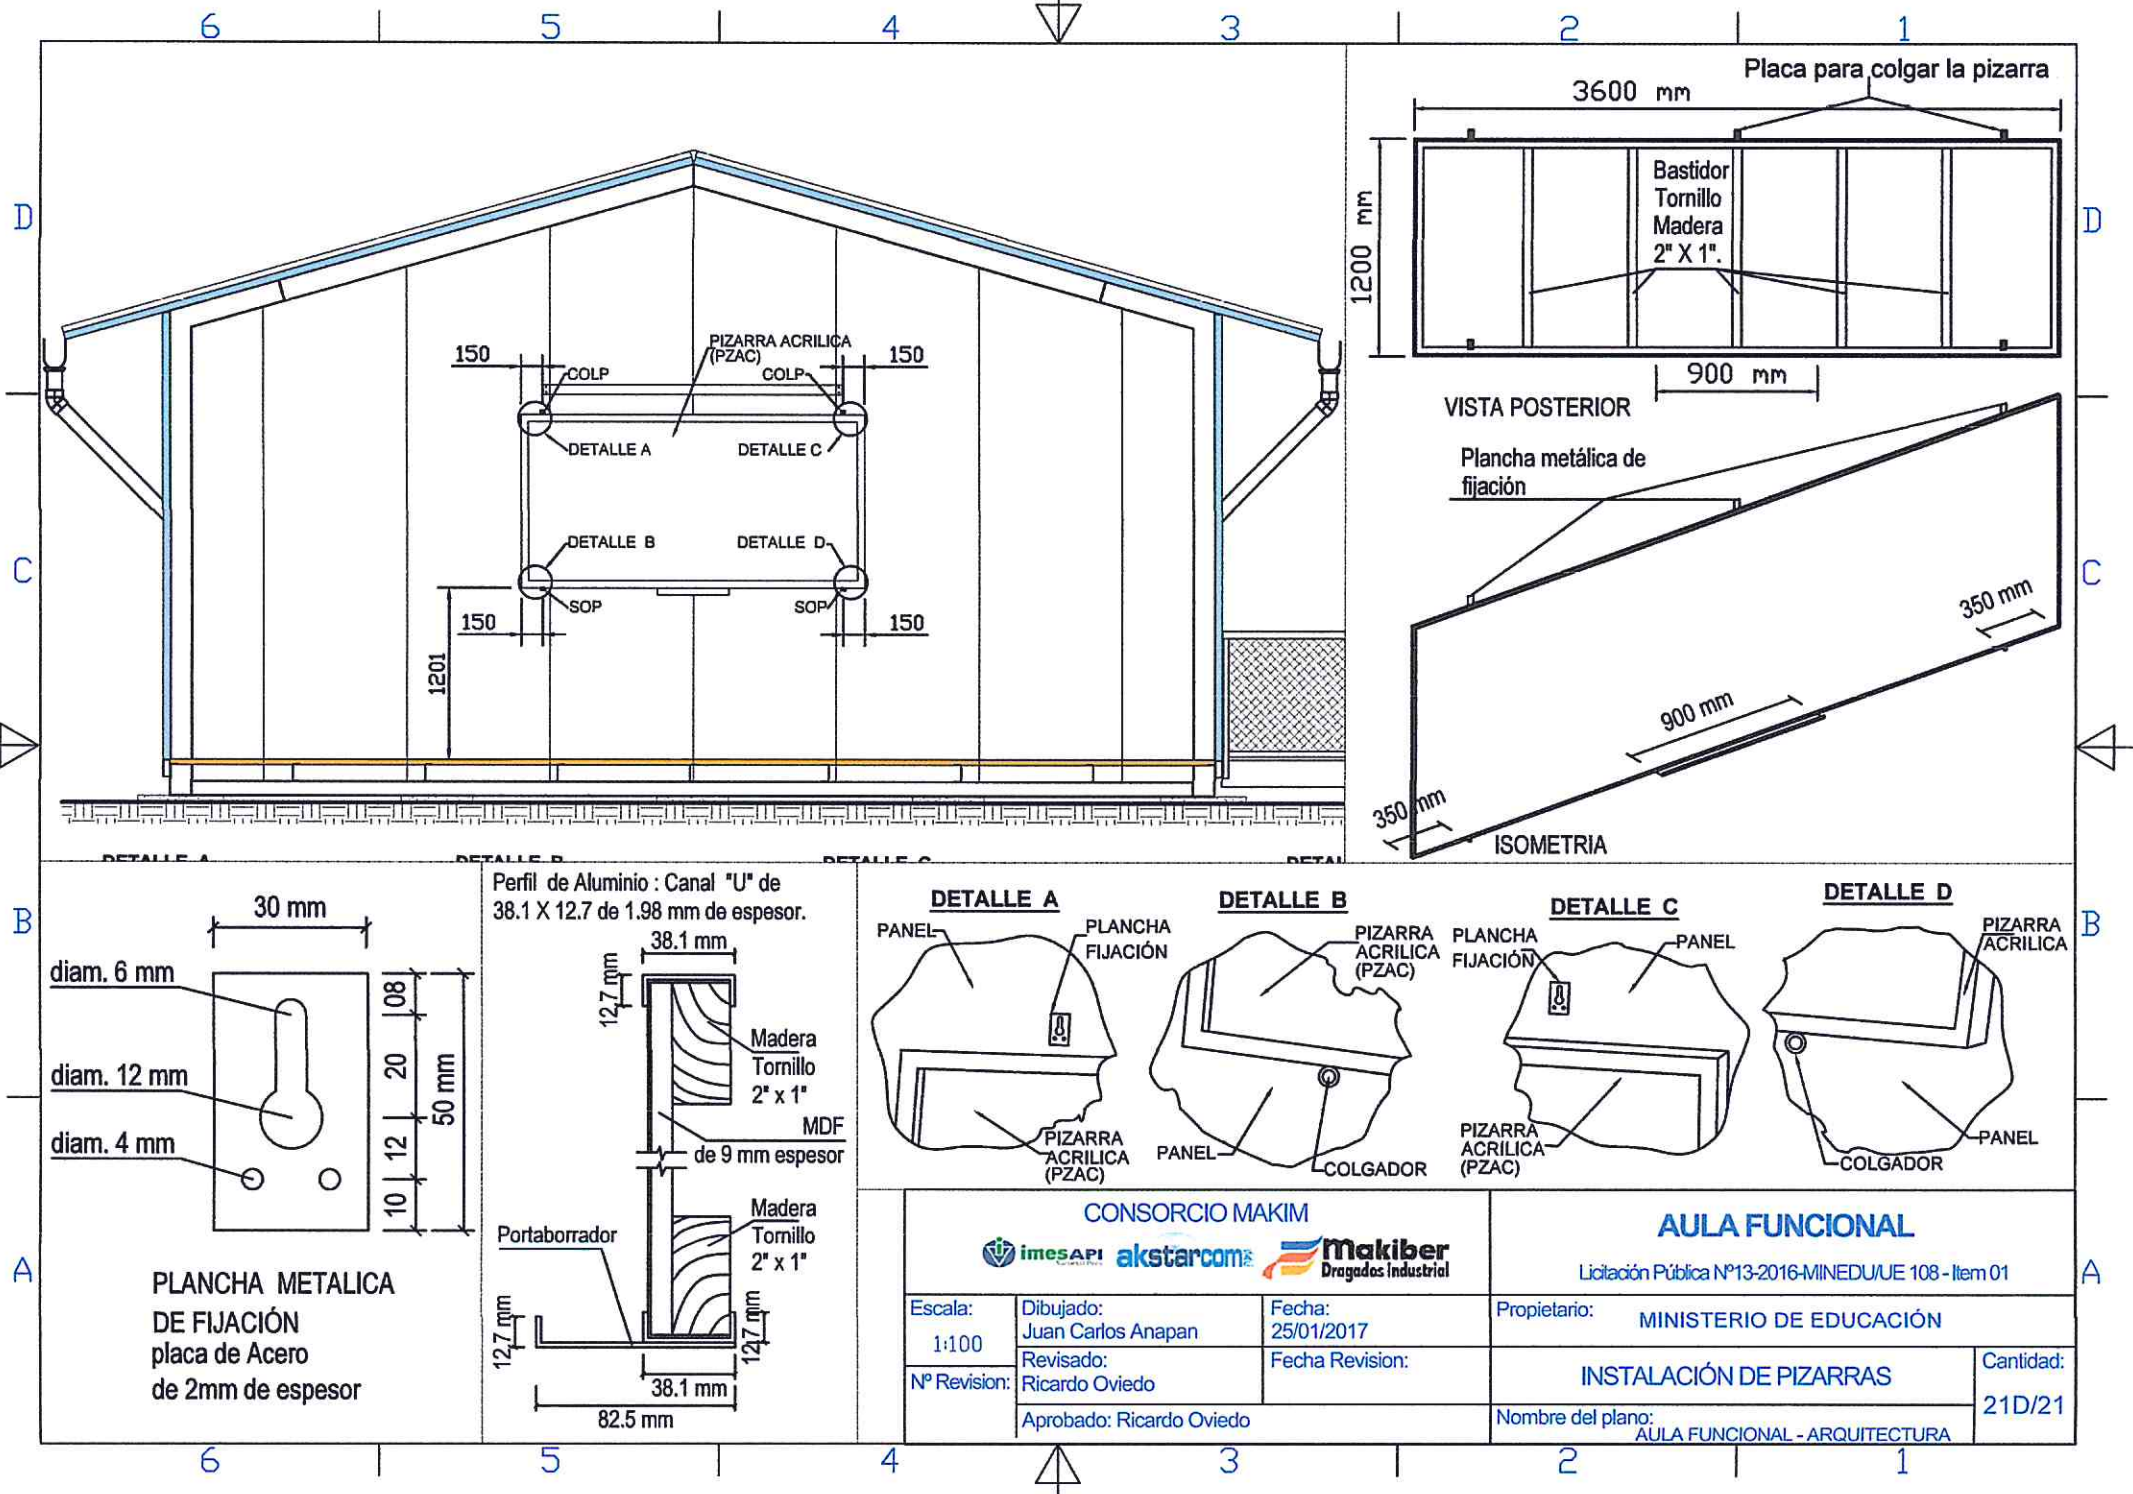 6 5 4 3 2 1
D
C
B
A
D
C
B
A
150
150
PIZARRA ACRILICA
(PZAC)
COLP
COLP
DETALLE A
DETALLE C
DETALLE B
DETALLE D
SOP
SOP
150
150
1201
Placa para colgar la pizarra
3600 mm
1200 mm
Bastidor
Tornillo
Madera
2" X 1".
900 mm
VISTA POSTERIOR
Plancha metálica de
fijación
350 mm
900 mm
350 mm
ISOMETRIA
DETALLE A
DETALLE B
DETALLE C
30 mm
diam. 6 mm
diam. 12 mm
diam. 4 mm
08
20
12
10
50 mm
PLANCHA METALICA
DE FIJACIÓN
placa de Acero
de 2mm de espesor
Perfil de Aluminio : Canal "U" de
38.1 X 12.7 de 1.98 mm de espesor.
38.1 mm
12.7 mm
Madera
Tornillo
2" x 1"
MDF
de 9 mm espesor
Madera
Tornillo
2" x 1"
Portaborrador
12.7 mm
12.7 mm
38.1 mm
82.5 mm
DETALLE A
PANEL
PLANCHA
FIJACIÓN
PIZARRA
ACRILICA
(PZAC)
DETALLE B
PIZARRA
ACRILICA
(PZAC)
PANEL
COLGADOR
DETALLE C
PLANCHA
FIJACIÓN
PANEL
PIZARRA
ACRILICA
(PZAC)
DETALLE D
PIZARRA
ACRILICA
PANEL
COLGADOR
CONSORCIO MAKIM
imesAPI akstarcom Makiber
Dragados Industrial
AULA FUNCIONAL
Licitación Pública Nº13-2016-MINEDU/UE 108 - Item 01
Escala:
1:100
Nº Revision:
Dibujado:
Juan Carlos Anapan
Fecha:
25/01/2017
Revisado:
Ricardo Oviedo
Fecha Revision:
Aprobado: Ricardo Oviedo
Propietario: MINISTERIO DE EDUCACIÓN
INSTALACIÓN DE PIZARRAS
Cantidad:
21D/21
Nombre del plano:
AULA FUNCIONAL - ARQUITECTURA
6 5 4 3 2 1